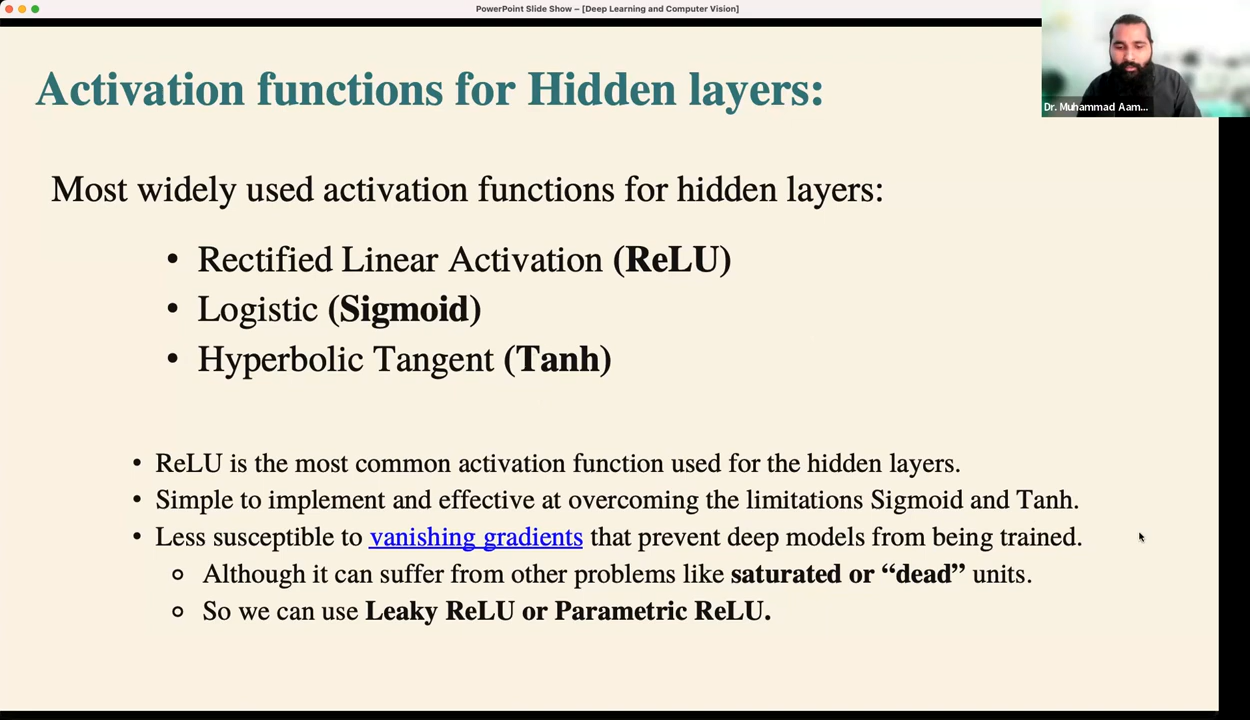 PowerPoint Slide Show – [Deep Learning and Computer Vision]
Activation functions for Hidden layers:
Dr. Muhammad Aam...
Most widely used activation functions for hidden layers:
• Rectified Linear Activation (ReLU)
• Logistic (Sigmoid)
• Hyperbolic Tangent (Tanh)
• ReLU is the most common activation function used for the hidden layers.
• Simple to implement and effective at overcoming the limitations Sigmoid and Tanh.
• Less susceptible to vanishing gradients that prevent deep models from being trained.
○ Although it can suffer from other problems like saturated or “dead” units.
○ So we can use Leaky ReLU or Parametric ReLU.